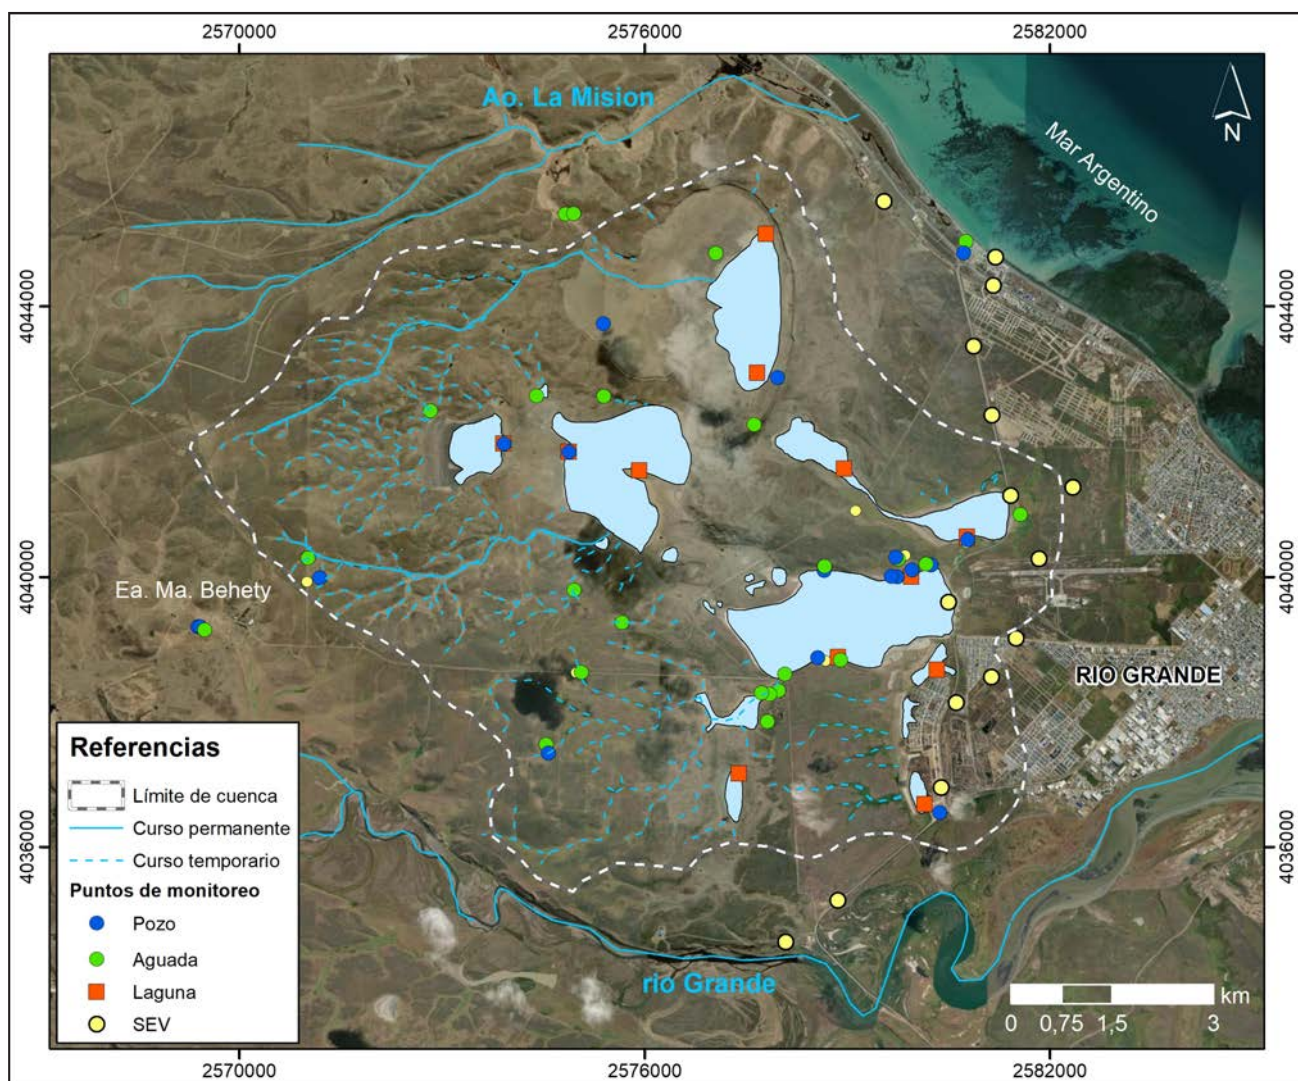 2570000 2576000 2582000
Ao. La Mision
N
Mar Argentino
4044000 4044000
4040000 4040000
Ea. Ma. Behety
RIO GRANDE
4036000 4036000
Referencias
Límite de cuenca
Curso permanente
Curso temporario
Puntos de monitoreo
Pozo
Aguada
Laguna
SEV
rio Grande
km
0 0,75 1,5 3
2570000 2576000 2582000